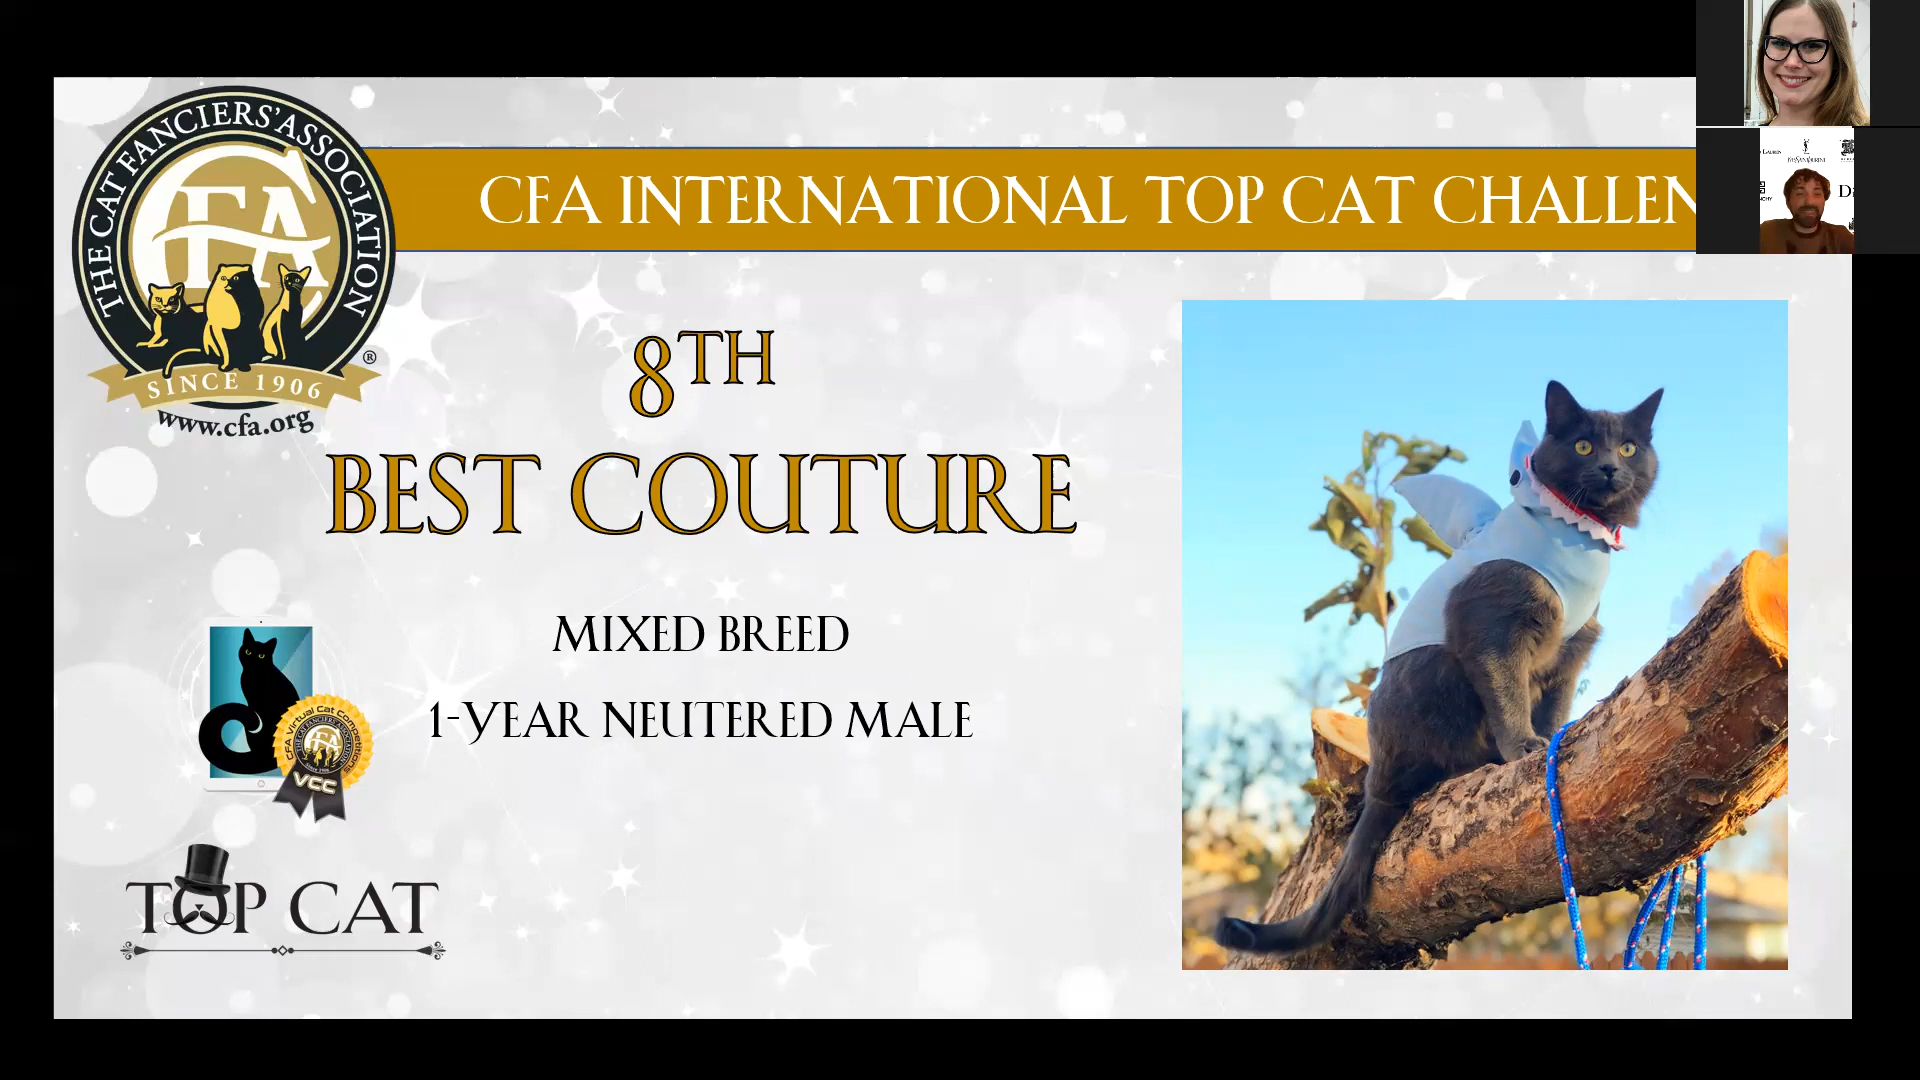 THE CAT FANCIERS' ASSOCIATION
CFA
SINCE 1906
®
www.cfa.org
CFA INTERNATIONAL TOP CAT CHALLEN
8TH
BEST COUTURE
MIXED BREED
1-YEAR NEUTERED MALE
CFA Virtual Cat Competitions
VCC
TOP CAT